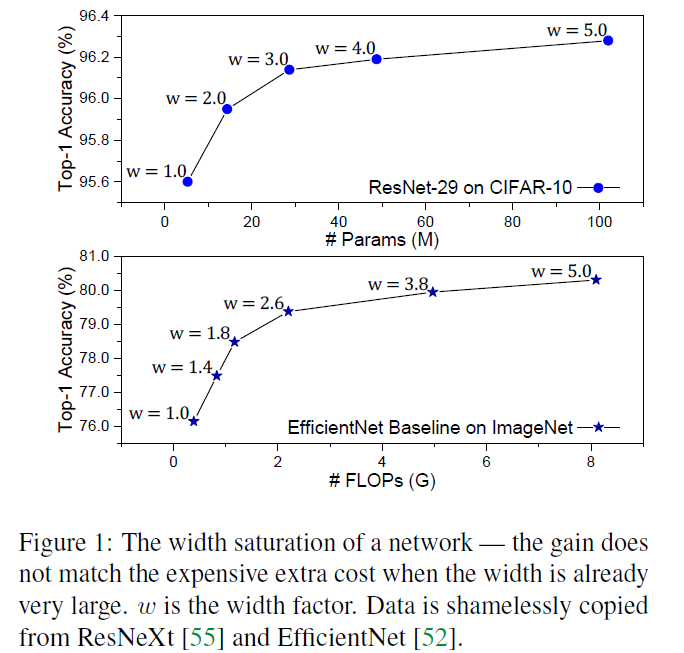 96.4
96.2
96.0
95.8
95.6
Top-1 Accuracy (%)
w = 1.0
w = 2.0
w = 3.0
w = 4.0
w = 5.0
ResNet-29 on CIFAR-10
0 20 40 60 80 100
# Params (M)
81.0
80.0
79.0
78.0
77.0
76.0
Top-1 Accuracy (%)
w = 1.0
w = 1.4
w = 1.8
w = 2.6
w = 3.8
w = 5.0
EfficientNet Baseline on ImageNet
0 2 4 6 8
# FLOPs (G)
Figure 1: The width saturation of a network — the gain does
not match the expensive extra cost when the width is already
very large. w is the width factor. Data is shamelessly copied
from ResNeXt [55] and EfficientNet [52].